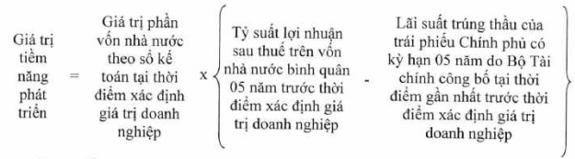 Giá trị
tiềm
năng
phát
triển
=
Giá trị phần
vốn nhà nước
theo sổ kế
toán tại thời
điểm xác định
giá trị doanh
nghiệp
x
Tỷ suất lợi nhuận
sau thuế trên vốn
nhà nước bình quân
05 năm trước thời
điểm xác định giá
trị doanh nghiệp
-
Lãi suất trúng thầu của
trái phiếu Chính phủ có
kỳ hạn 05 năm do Bộ Tài
chính công bố tại thời
điểm gần nhất trước thời
điểm xác định giá trị
doanh nghiệp